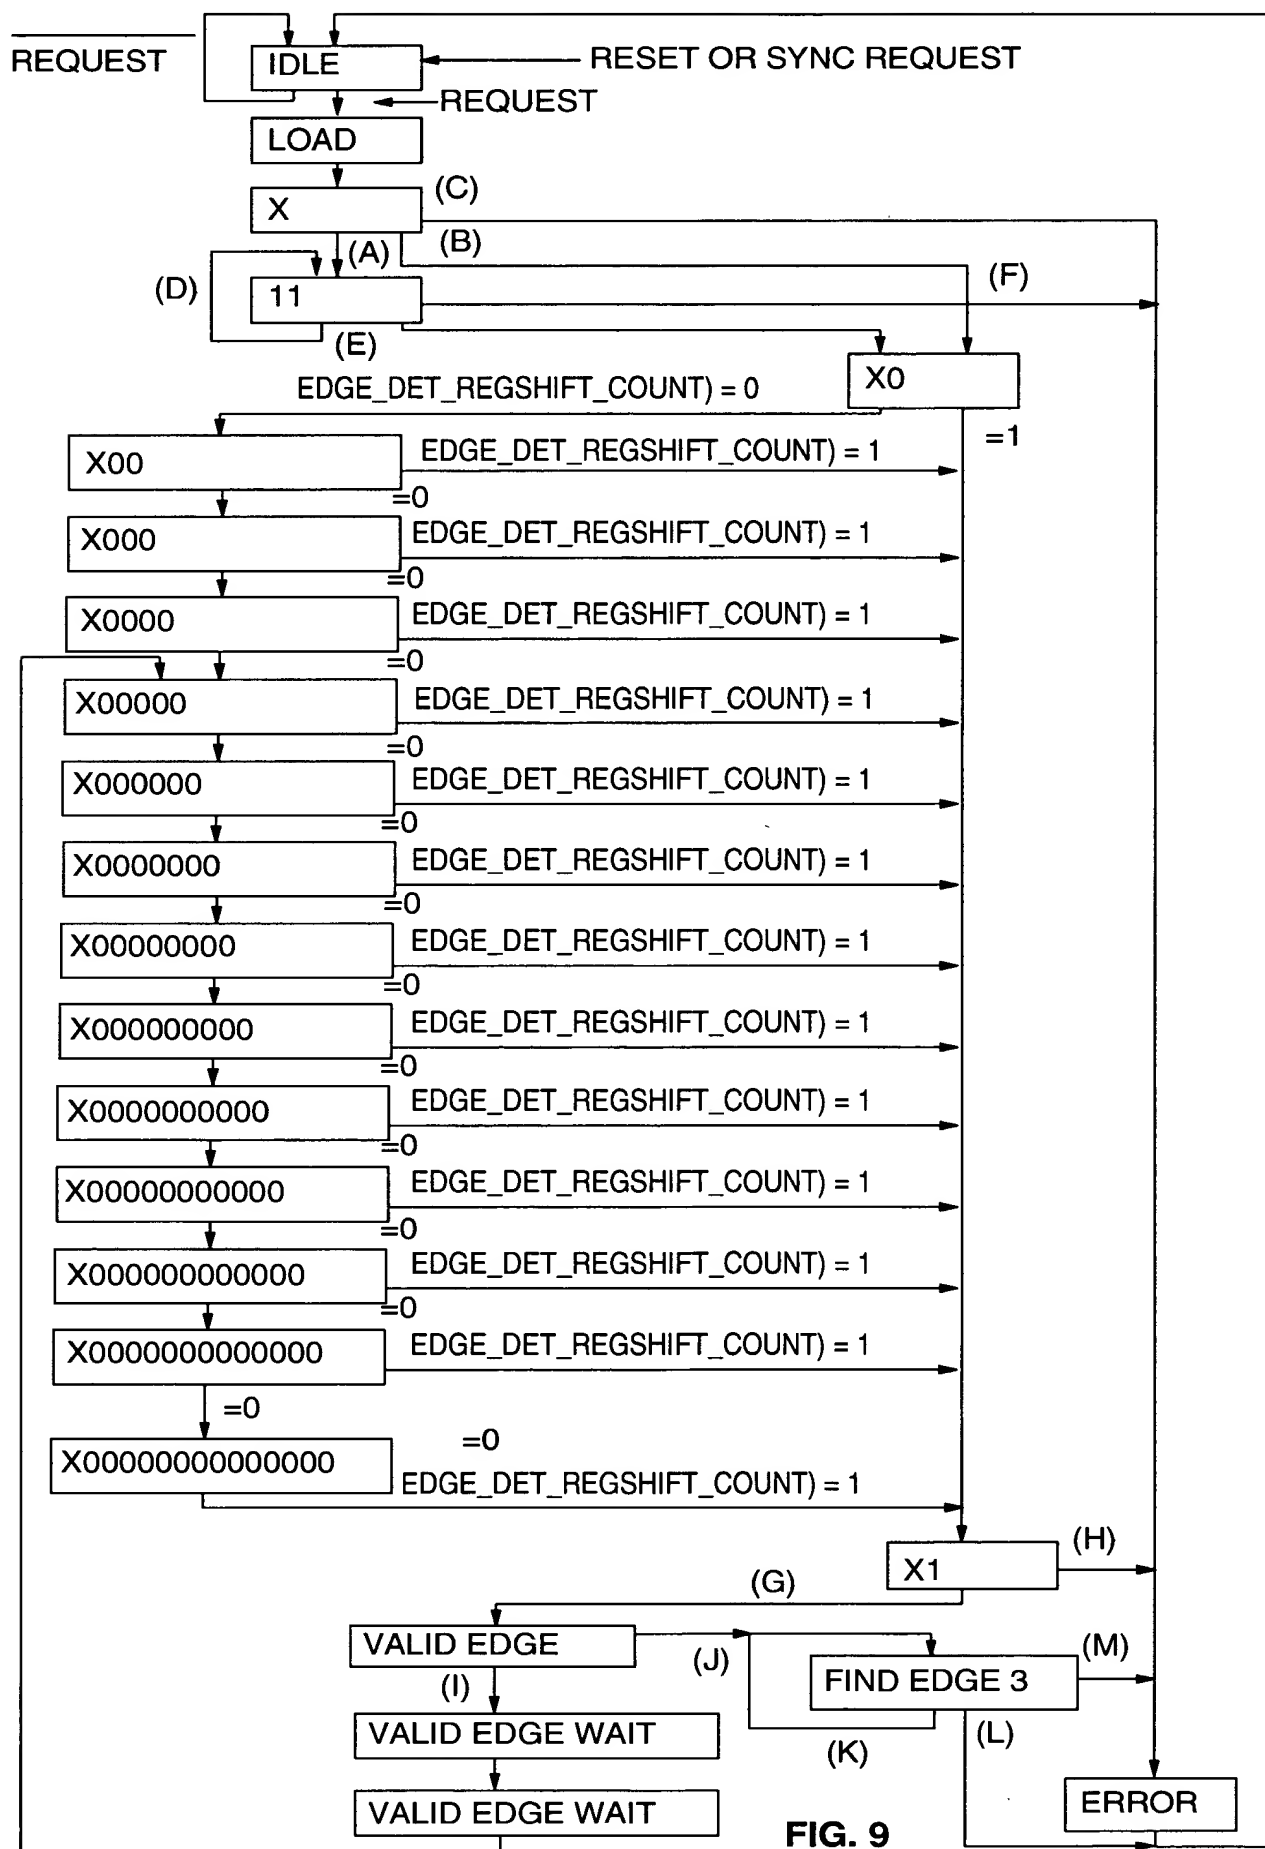 REQUEST
IDLE
RESET OR SYNC REQUEST
REQUEST
LOAD
(C)
X
(B)
(A)
(D)
11
(F)
(E)
X0
EDGE_DET_REGSHIFT_COUNT) = 0
=1
X00
EDGE_DET_REGSHIFT_COUNT) = 1
=0
X000
EDGE_DET_REGSHIFT_COUNT) = 1
=0
X0000
EDGE_DET_REGSHIFT_COUNT) = 1
=0
X00000
EDGE_DET_REGSHIFT_COUNT) = 1
=0
X000000
EDGE_DET_REGSHIFT_COUNT) = 1
=0
X0000000
EDGE_DET_REGSHIFT_COUNT) = 1
=0
X00000000
EDGE_DET_REGSHIFT_COUNT) = 1
=0
X000000000
EDGE_DET_REGSHIFT_COUNT) = 1
=0
X0000000000
EDGE_DET_REGSHIFT_COUNT) = 1
=0
X00000000000
EDGE_DET_REGSHIFT_COUNT) = 1
=0
X000000000000
EDGE_DET_REGSHIFT_COUNT) = 1
=0
X0000000000000
EDGE_DET_REGSHIFT_COUNT) = 1
=0
X00000000000000
=0
EDGE_DET_REGSHIFT_COUNT) = 1
X1
(H)
(G)
VALID EDGE
(J)
(M)
(I)
FIND EDGE 3
VALID EDGE WAIT
(K)
(L)
VALID EDGE WAIT
ERROR
FIG. 9